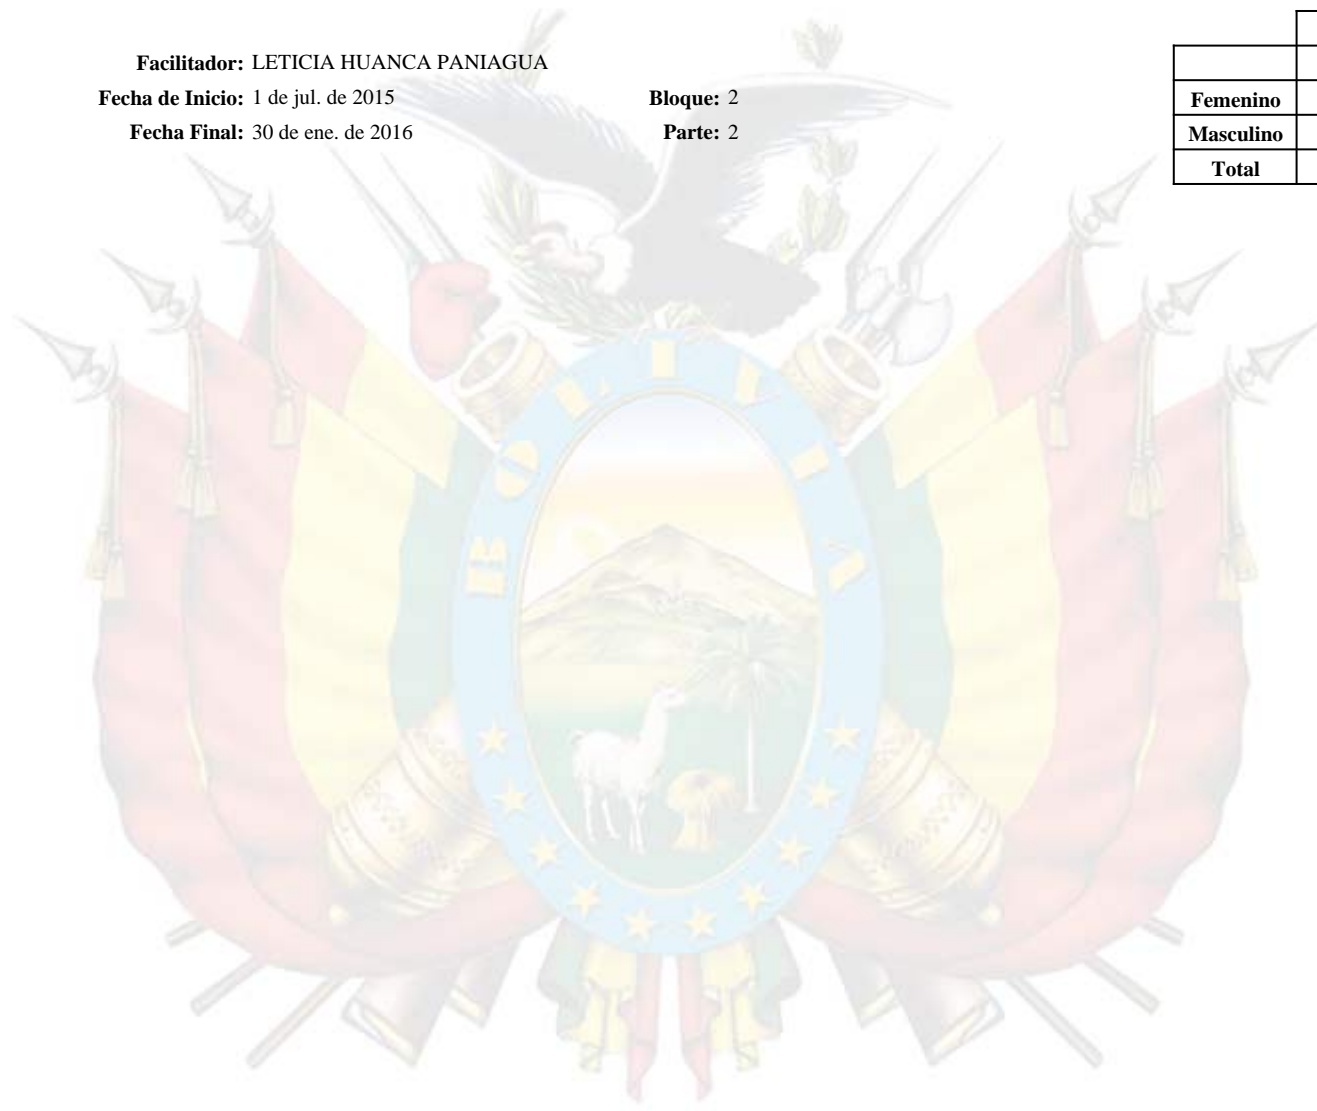 Facilitador: LETICIA HUANCA PANIAGUA
Fecha de Inicio: 1 de jul. de 2015 Bloque: 2
Fecha Final: 30 de ene. de 2016 Parte: 2
Femenino
Masculino
Total
BOLIVIA